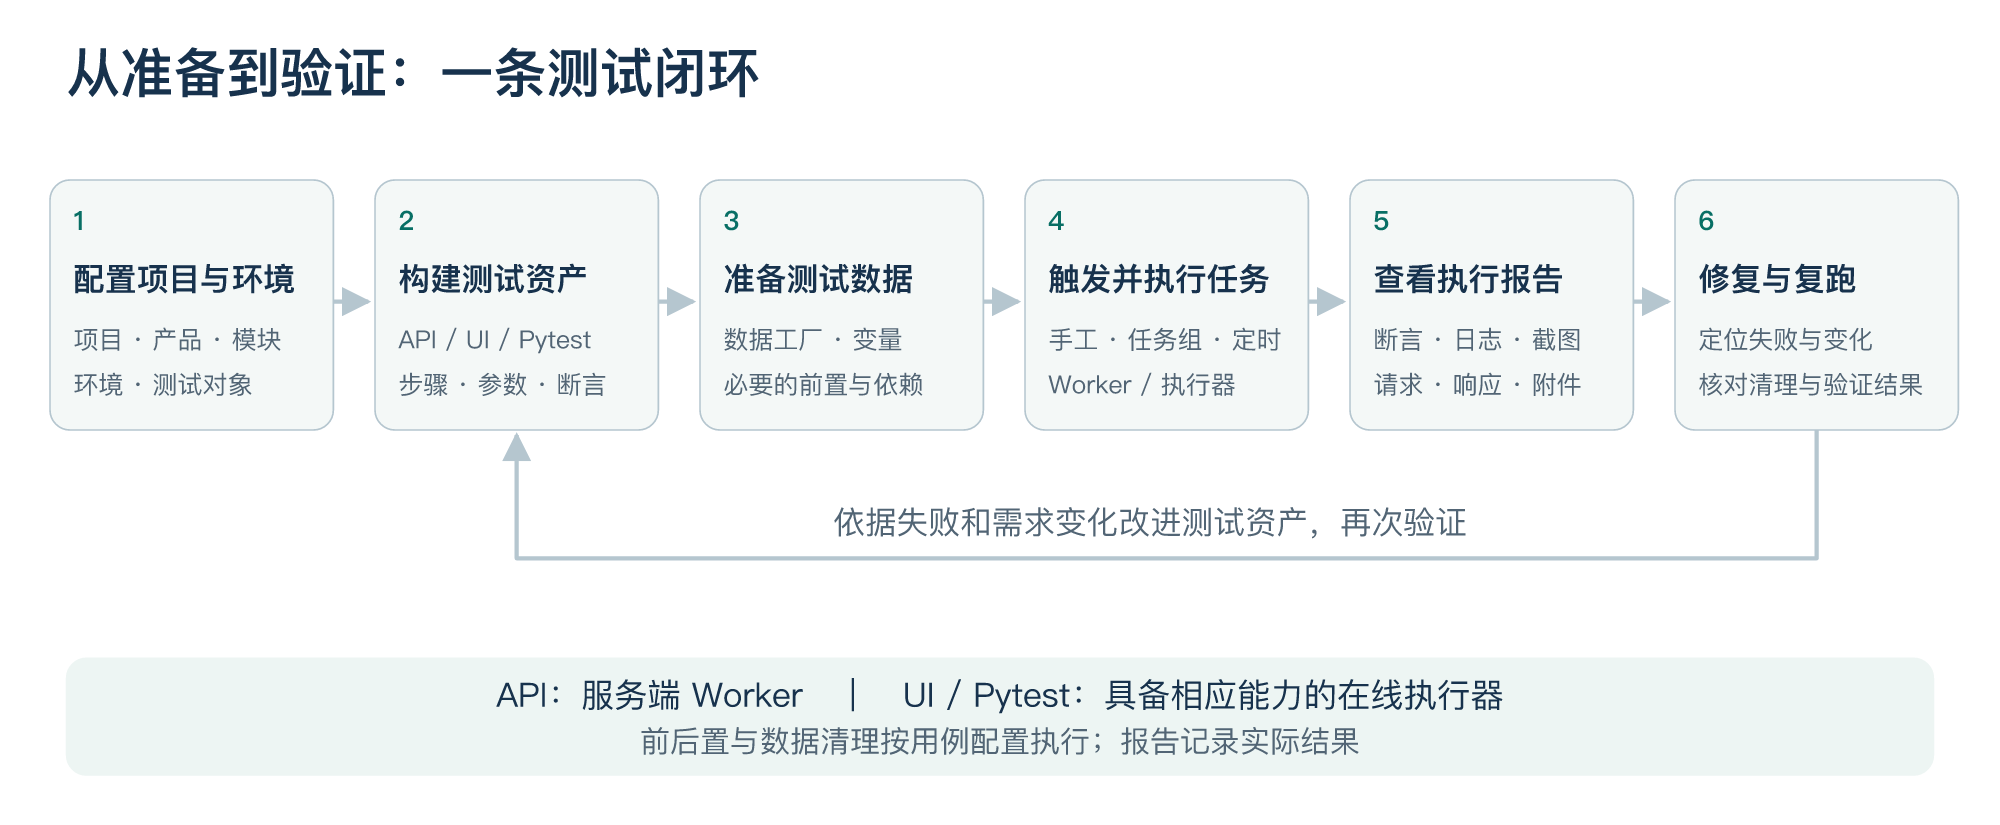 从准备到验证：一条测试闭环
1
配置项目与环境
项目 · 产品 · 模块
环境 · 测试对象
2
构建测试资产
API / UI / Pytest
步骤 · 参数 · 断言
3
准备测试数据
数据工厂 · 变量
必要的前置与依赖
4
触发并执行任务
手工 · 任务组 · 定时
Worker / 执行器
5
查看执行报告
断言 · 日志 · 截图
请求 · 响应 · 附件
6
修复与复跑
定位失败与变化
核对清理与验证结果
依据失败和需求变化改进测试资产，再次验证
API：服务端 Worker ｜ UI / Pytest：具备相应能力的在线执行器
前后置与数据清理按用例配置执行；报告记录实际结果